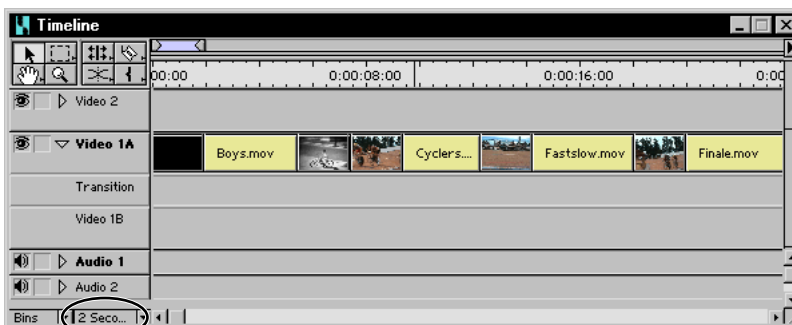 Timeline
00:00 0:00:08:00 0:00:16:00 0:00
Video 2
Video 1A Boys.mov Cyclers.... Fastslow.mov Finale.mov
Transition
Video 1B
Audio 1
Audio 2
Bins 2 Seco...